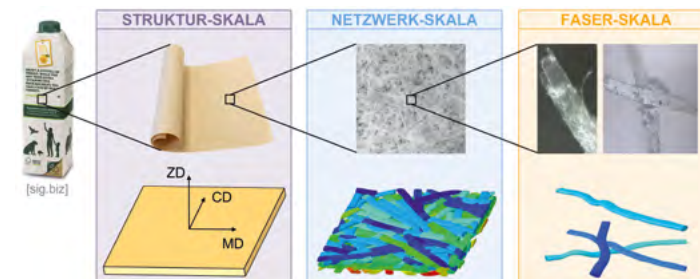 STRUKTUR-SKALA
NETZWERK-SKALA
FASER-SKALA
[sig.biz]
ZD
CD
MD